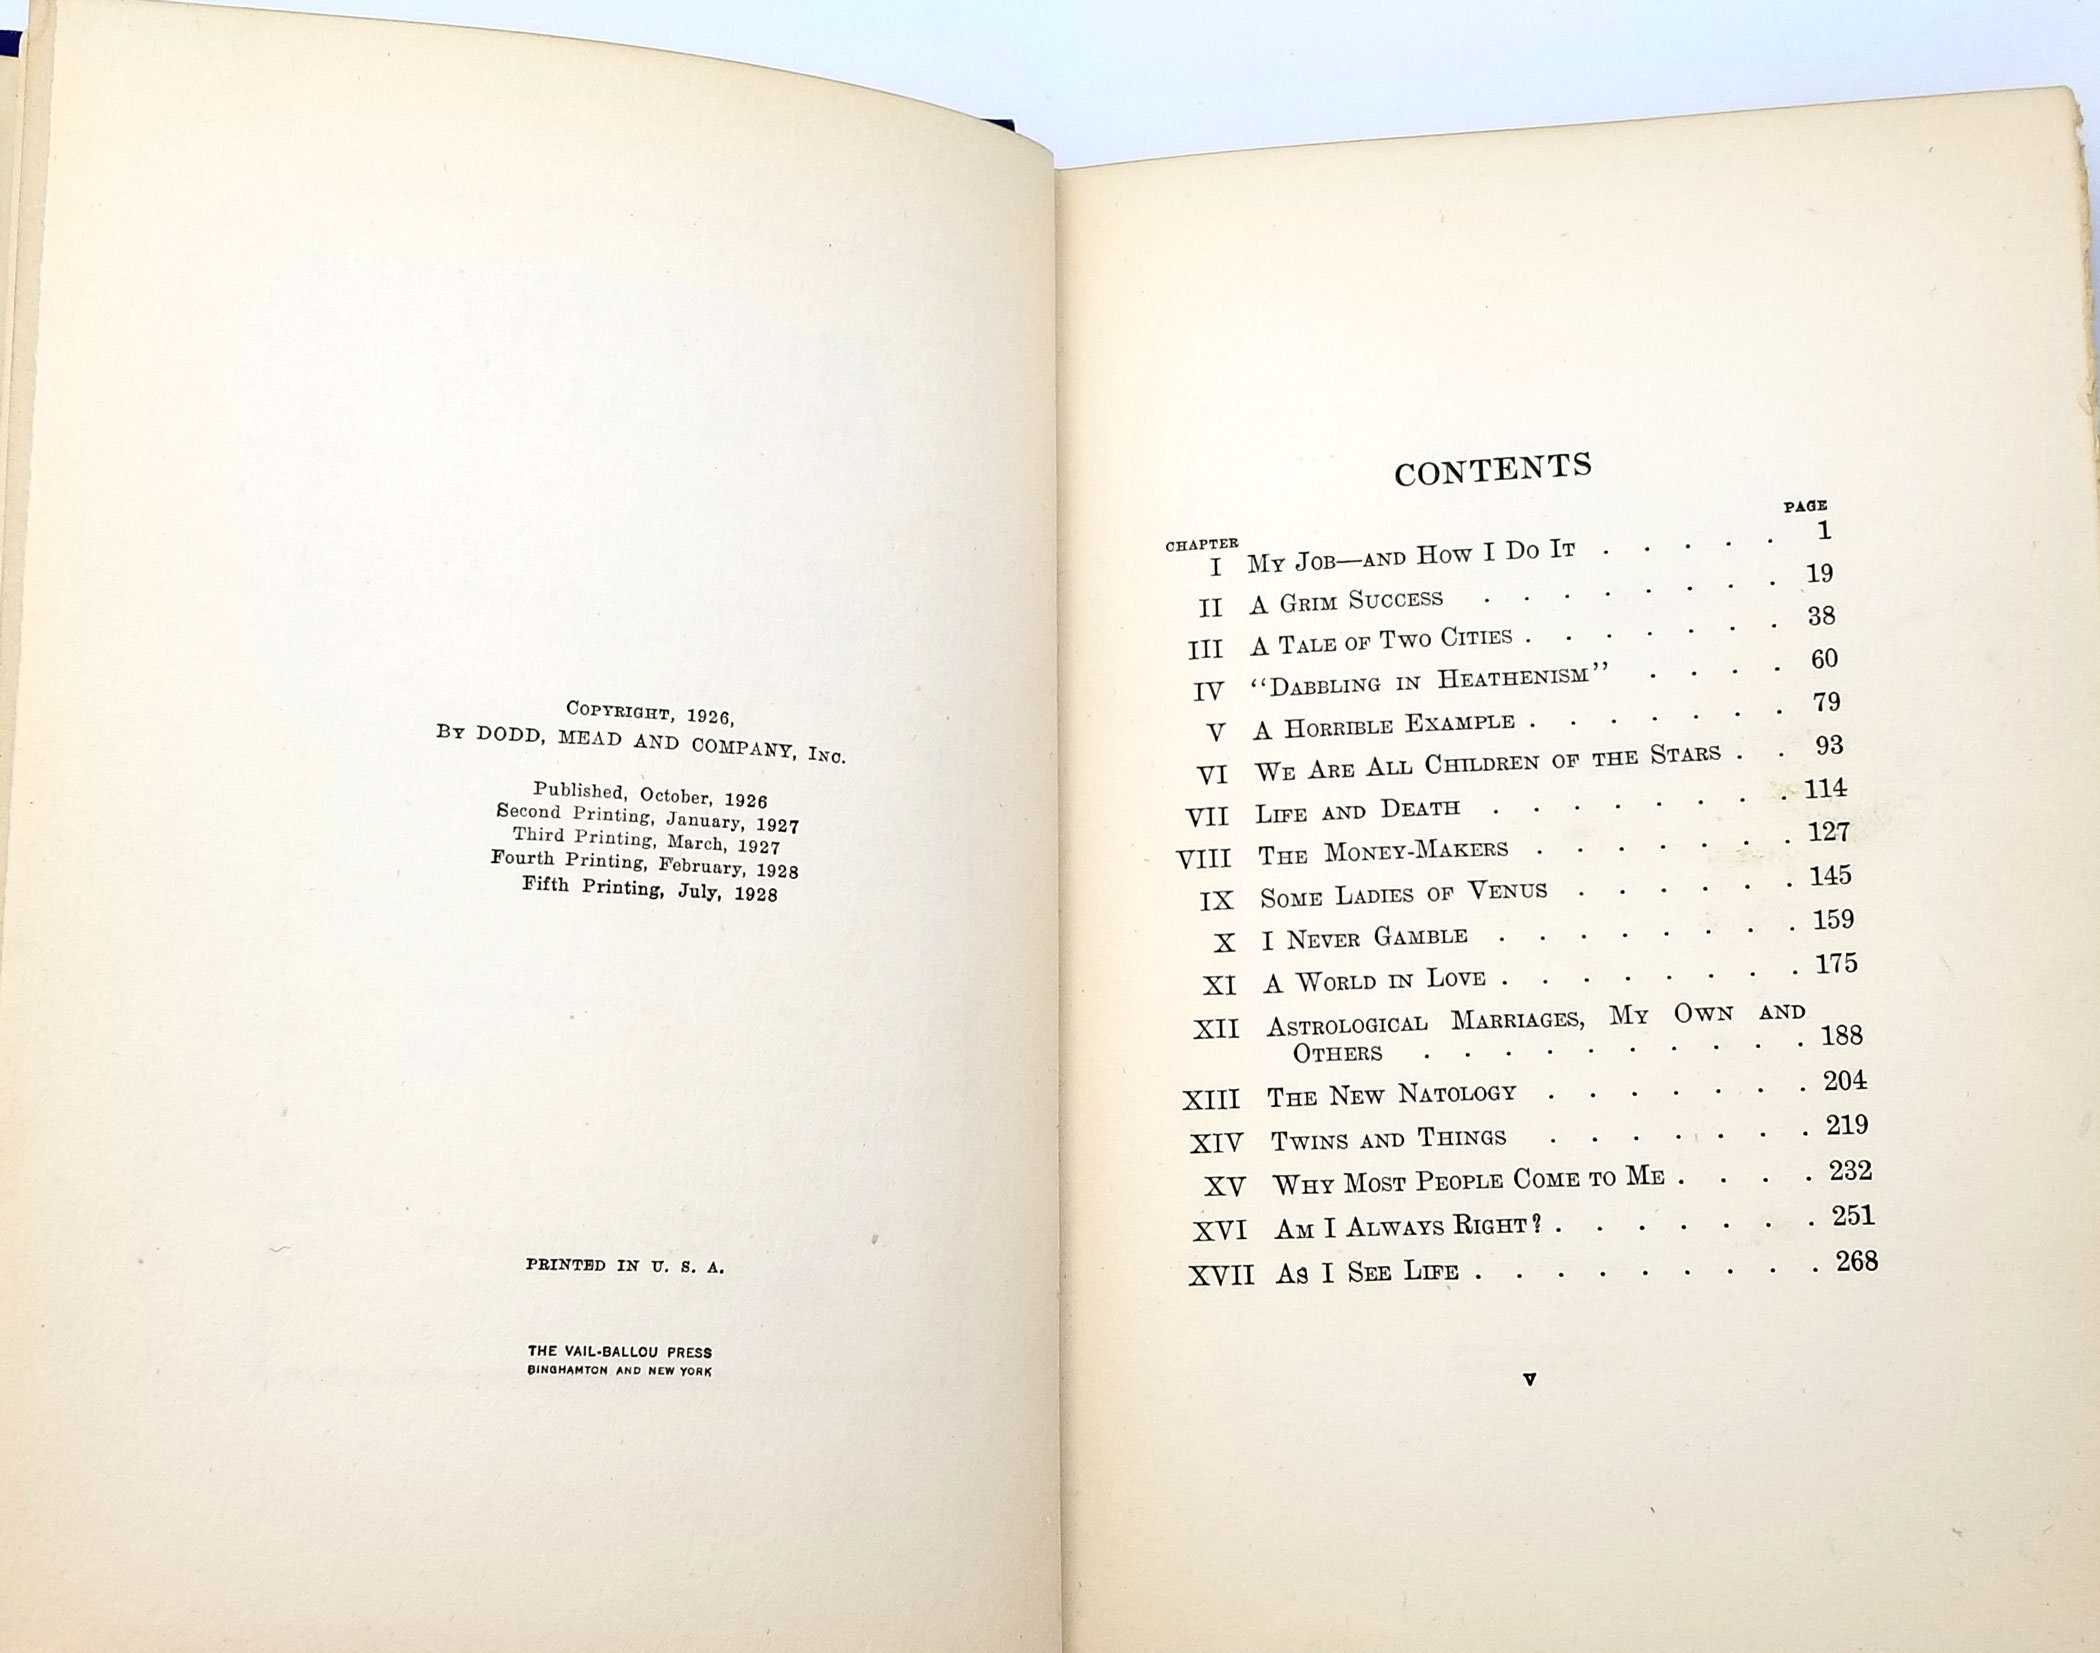 COPYRIGHT, 1926,
BY DODD, MEAD AND COMPANY, INC.
Published, October, 1926
Second Printing, January, 1927
Third Printing, March, 1927
Fourth Printing, February, 1928
Fifth Printing, July, 1928
PRINTED IN U. S. A.
THE VAIL-BALLOU PRESS
BINGHAMTON AND NEW YORK
CONTENTS
CHAPTER PAGE
I MY JOB—AND HOW I DO IT . . . . . 1
II A GRIM SUCCESS . . . . . . . . 19
III A TALE OF TWO CITIES . . . . . . . 38
IV “DABBLING IN HEATHENISM” . . . . 60
V A HORRIBLE EXAMPLE . . . . . . . 79
VI WE ARE ALL CHILDREN OF THE STARS . . 93
VII LIFE AND DEATH . . . . . . . . 114
VIII THE MONEY-MAKERS . . . . . . . 127
IX SOME LADIES OF VENUS . . . . . . 145
X I NEVER GAMBLE . . . . . . . . 159
XI A WORLD IN LOVE . . . . . . . . 175
XII ASTROLOGICAL MARRIAGES, MY OWN AND
OTHERS . . . . . . . . . . 188
XIII THE NEW NATOLOGY . . . . . . . 204
XIV TWINS AND THINGS . . . . . . . 219
XV WHY MOST PEOPLE COME TO ME . . . . 232
XVI AM I ALWAYS RIGHT? . . . . . . . 251
XVII AS I SEE LIFE . . . . . . . . . 268
v